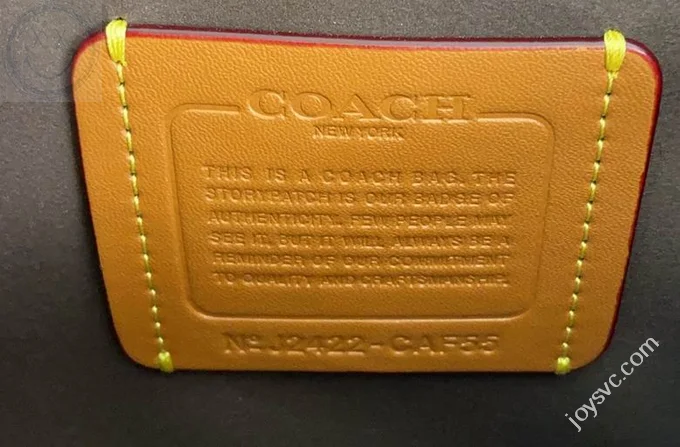 COACH
NEW YORK
THIS IS A COACH BAG. THE
STORYPATCH IS OUR BADGE OF
AUTHENTICITY. FEW PEOPLE MAY
SEE IT, BUT IT WILL ALWAYS BE A
REMINDER OF OUR COMMITMENT
TO QUALITY AND CRAFTSMANSHIP.
Nº J2422-CAF55
joysvc.com